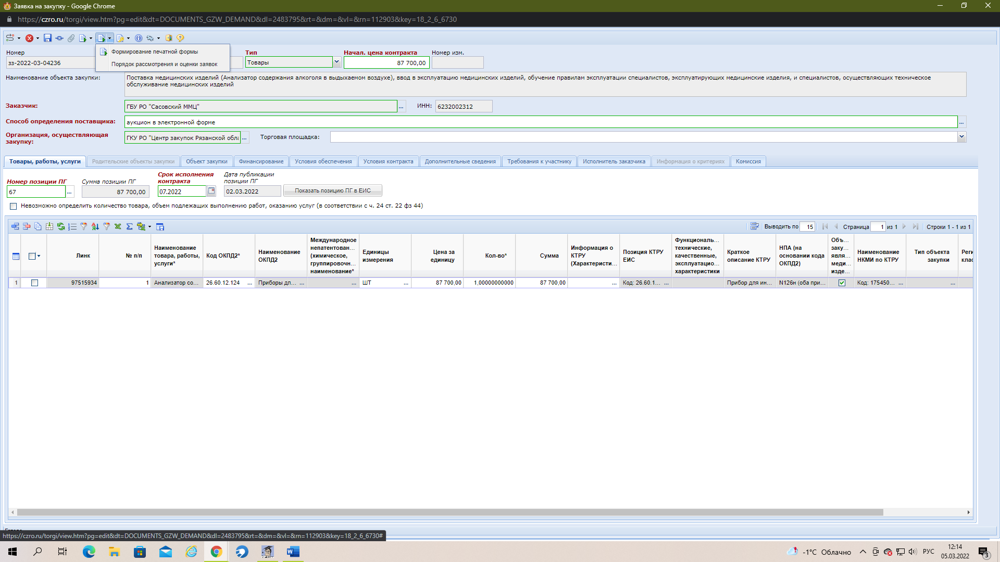 Заявка на закупку - Google Chrome
https://czro.ru/torgi/view.htm?pg=edit&dt=DOCUMENTS_GZW_DEMAND&dl=2483795&rt=&dm=&vl=&rn=112903&key=18_2_6_6730
Формирование печатной формы
Порядок рассмотрения и оценки заявок
Номер
Тип
Начал. цена контракта
Номер изм.
зз-2022-03-04236
Товары
87 700,00
Наименование объекта закупки:
Поставка медицинских изделий (Анализатор содержания алкоголя в выдыхаемом воздухе), ввод в эксплуатацию медицинских изделий, обучение правилам эксплуатации специалистов, эксплуатирующих медицинские изделия, и специалистов, осуществляющих техническое
обслуживание медицинских изделий
Заказчик:
ГБУ РО "Сасовский ММЦ"
...
ИНН:
6232002312
Способ определения поставщика:
аукцион в электронной форме
...
Организация, осуществляющая
закупку:
ГКУ РО "Центр закупок Рязанской обла
...
Торговая площадка:
Товары, работы, услуги
Родительские объекты закупки
Объект закупки
Финансирование
Условия обеспечения
Условия контракта
Дополнительные сведения
Требования к участнику
Исполнитель заказчика
Информация о критериях
Комиссия
Номер позиции ПГ
Сумма позиции ПГ
Срок исполнения
контракта
Дата публикации
позиции ПГ
67
...
87 700,00
07.2022
02.03.2022
Показать позицию ПГ в ЕИС
Невозможно определить количество товара, объем подлежащих выполнению работ, оказанию услуг (в соответствии с ч. 24 ст. 22 фз 44)
Выводить по 15
Страница 1 из 1
Строки 1 - 1 из 1
Линк
№ п/п
Наименование
товара, работы,
услуги*
Код ОКПД2*
Наименование
ОКПД2
Международное
непатентован...
(химическое,
группировочн...
наименование*
Единицы
измерения
Цена за
единицу
Кол-во*
Сумма
Информация о
КТРУ
(Характеристи...
Позиция КТРУ
ЕИС
Функциональ...
технические,
качественные,
эксплуатацио...
характеристики
Краткое
описание КТРУ
НПА (на
основании кода
ОКПД2)
Объ...
заку...
явля...
меди...
изде...
Наименование
НКМИ по КТРУ
Тип объекта
закупки
Реги
клас
1
97515934
1
Анализатор со...
26.60.12.124 ...
Приборы дл... ...
...
ШТ ...
87 700,00
1,00000000000
87 700,00
...
Код: 26.60.1... ...
Прибор для ин...
N126н (оба при...
Код: 175450... ...
...
https://czro.ru/torgi/view.htm?pg=edit&dt=DOCUMENTS_GZW_DEMAND&dl=2483795&rt=&dm=&vl=&rn=112903&key=18_2_6_6730#
-1°C Облачно
РУС
12:14
05.03.2022
3